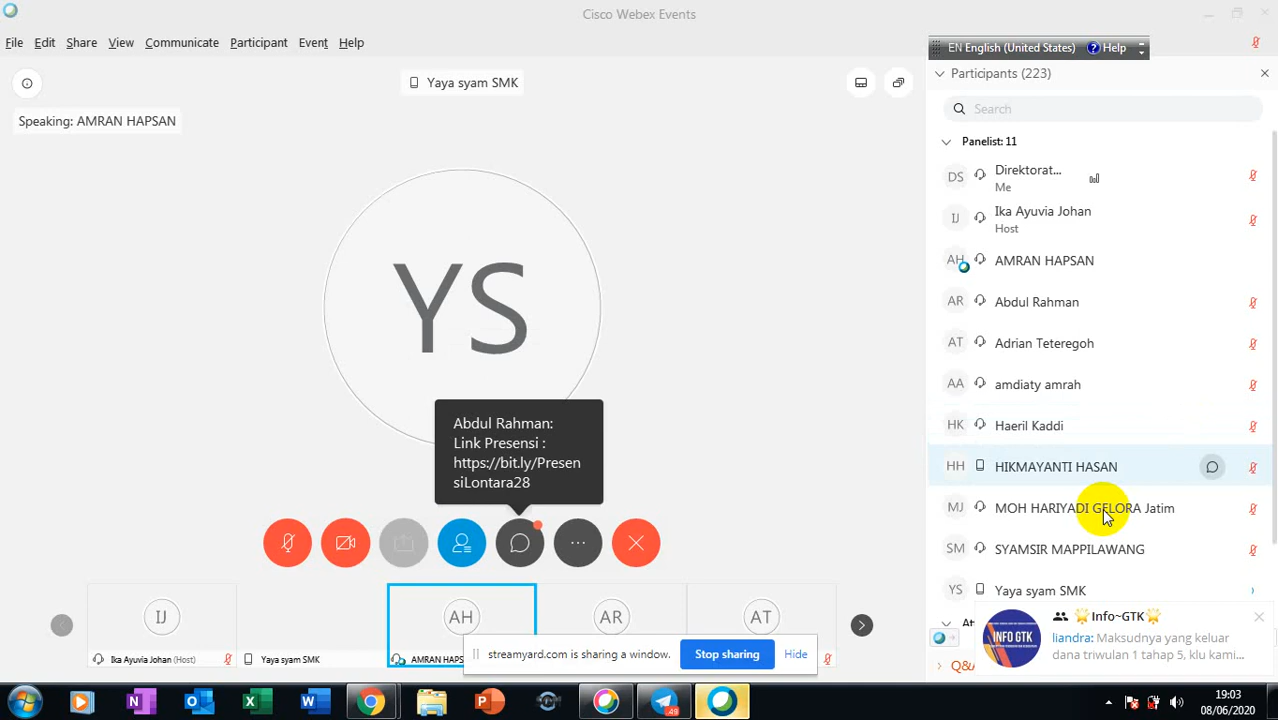 Cisco Webex Events
File Edit Share View Communicate Participant Event Help
EN English (United States) ? Help
Yaya syam SMK
Speaking: AMRAN HAPSAN
YS
Abdul Rahman:
Link Presensi :
https://bit.ly/Presen
siLontara28
IJ
Ika Ayuvia Johan (Host)
Yaya syam SMK
AH
AMRAN HAPS
AR
AT
streamyard.com is sharing a window. Stop sharing Hide
Participants (223)
Search
Panelist: 11
DS Direktorat...
Me
IJ Ika Ayuvia Johan
Host
AH AMRAN HAPSAN
AR Abdul Rahman
AT Adrian Teteregoh
AA amdiaty amrah
HK Haeril Kaddi
HH HIKMAYANTI HASAN
MJ MOH HARIYADI GELORA Jatim
SM SYAMSIR MAPPILAWANG
YS Yaya syam SMK
Q&A
INFO GTK
Info~GTK
liandra: Maksudnya yang keluar
dana triwulan 1 tahap 5, klu kami...
N W X P
49
19:03
08/06/2020